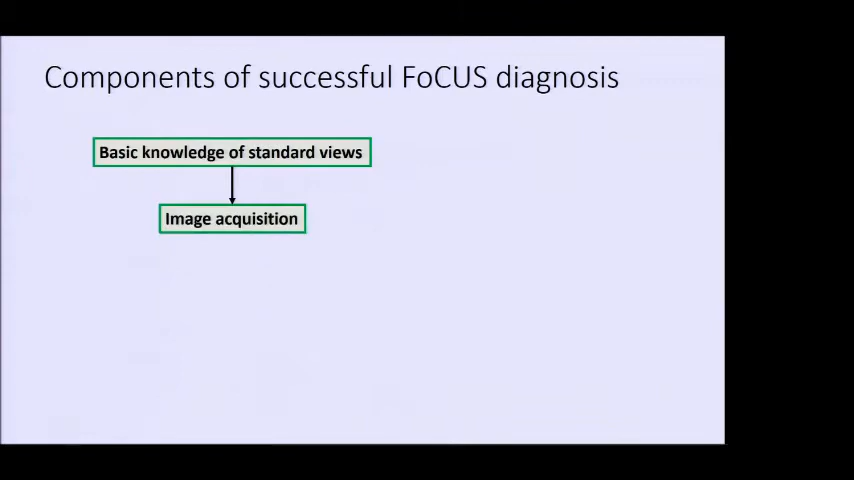 Components of successful FoCUS diagnosis
Basic knowledge of standard views
Image acquisition